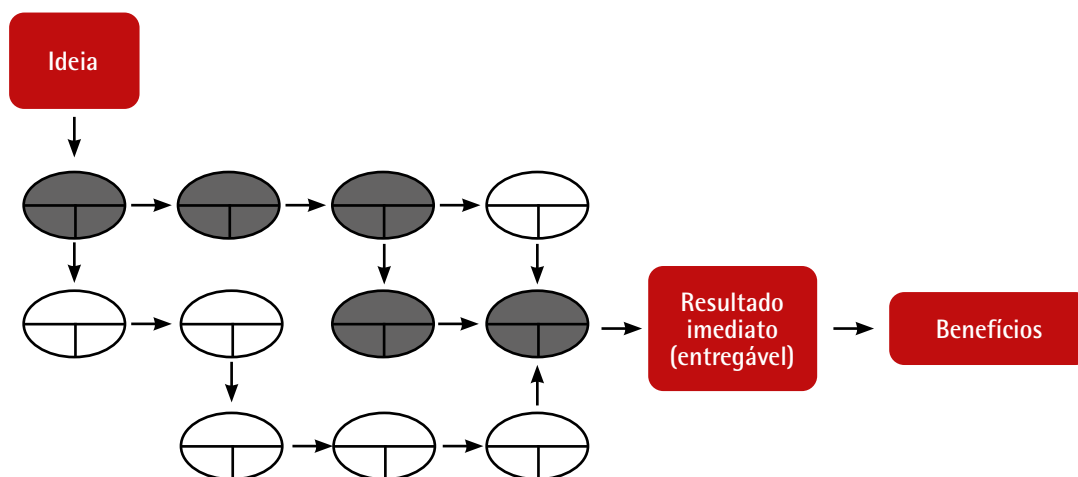 Ideia
Resultado
imediato
(entregável)
Benefícios